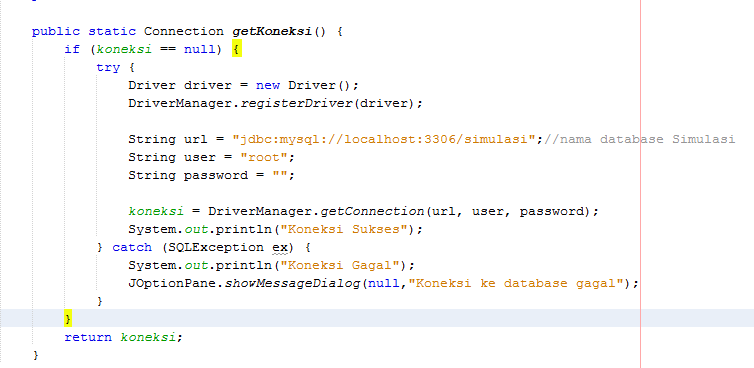 public static Connection getKoneksi() {
if (koneksi == null) {
try {
Driver driver = new Driver();
DriverManager.registerDriver(driver);
String url = "jdbc:mysql://localhost:3306/simulasi";//nama database Simulasi
String user = "root";
String password = "";
koneksi = DriverManager.getConnection(url, user, password);
System.out.println("Koneksi Sukses");
} catch (SQLException ex) {
System.out.println("Koneksi Gagal");
JOptionPane.showMessageDialog(null,"Koneksi ke database gagal");
}
}
return koneksi;
}